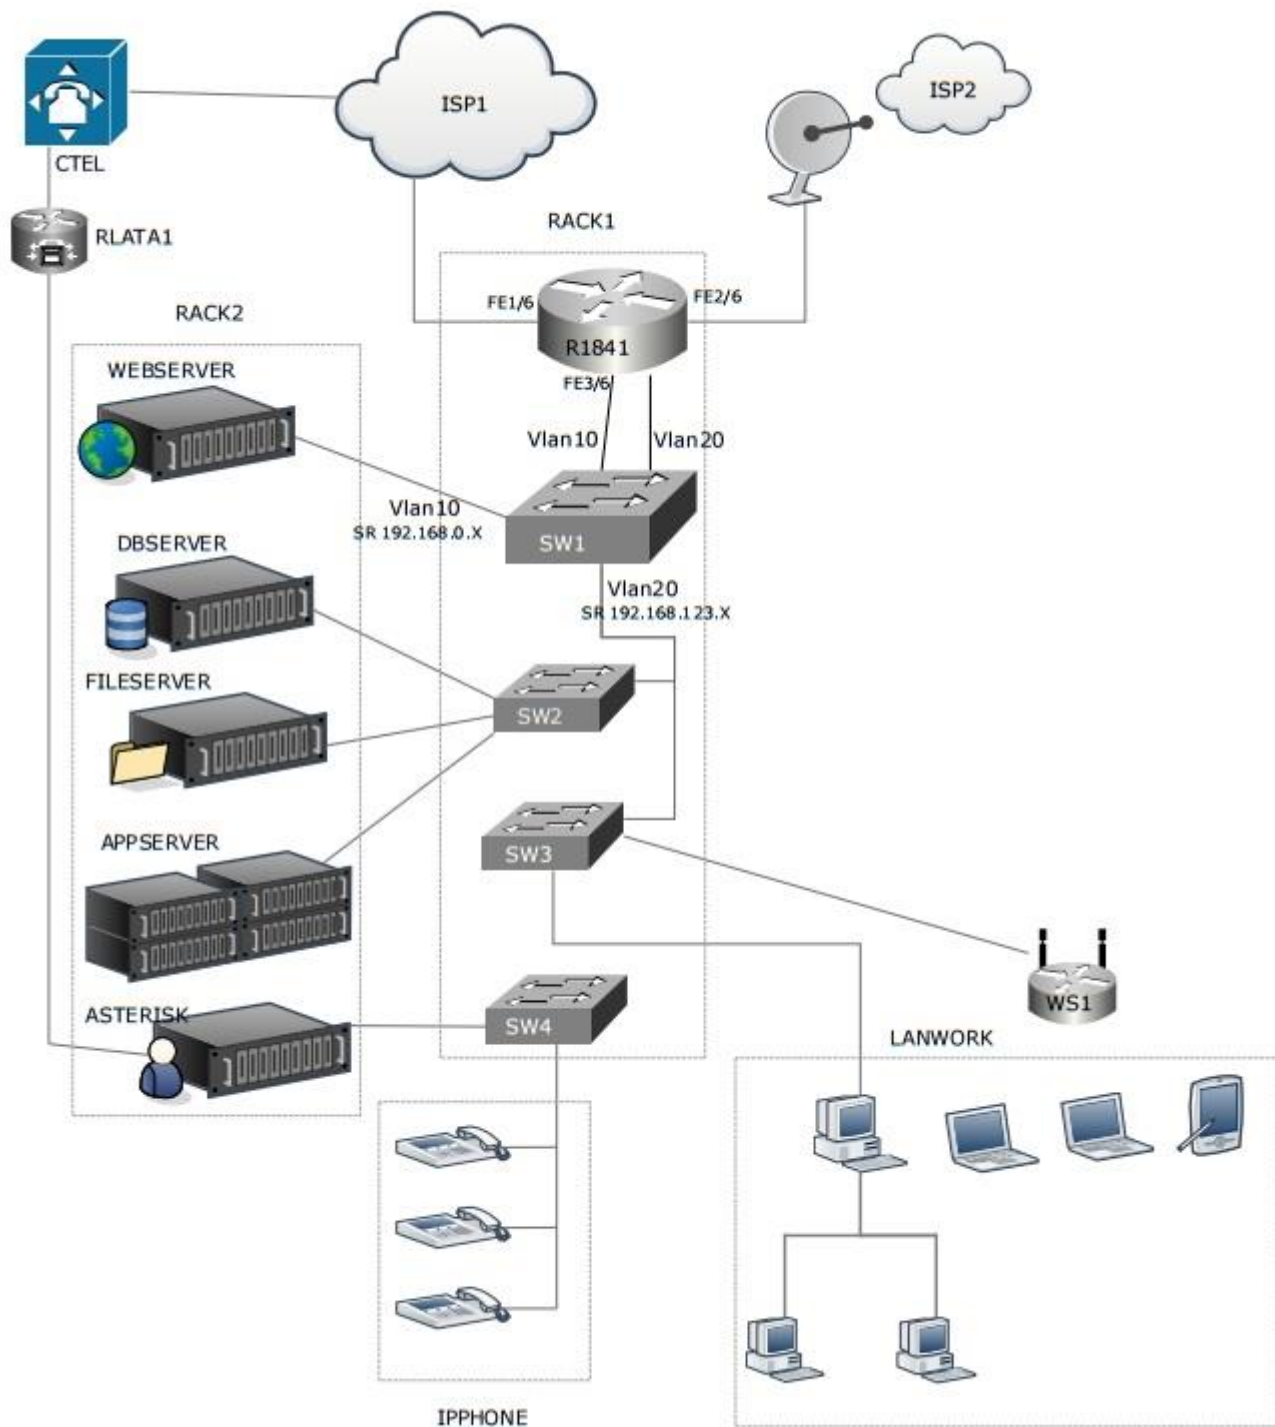 ISP1
ISP2
CTEL
RLATA1
RACK1
FE1/6
FE2/6
R1841
FE3/6
RACK2
WEBSERVER
Vlan10
Vlan20
Vlan10
SR 192.168.0.X
SW1
DBSERVER
Vlan20
SR 192.168.123.X
FILESERVER
SW2
APPSERVER
SW3
ASTERISK
SW4
WS1
LANWORK
IPPHONE